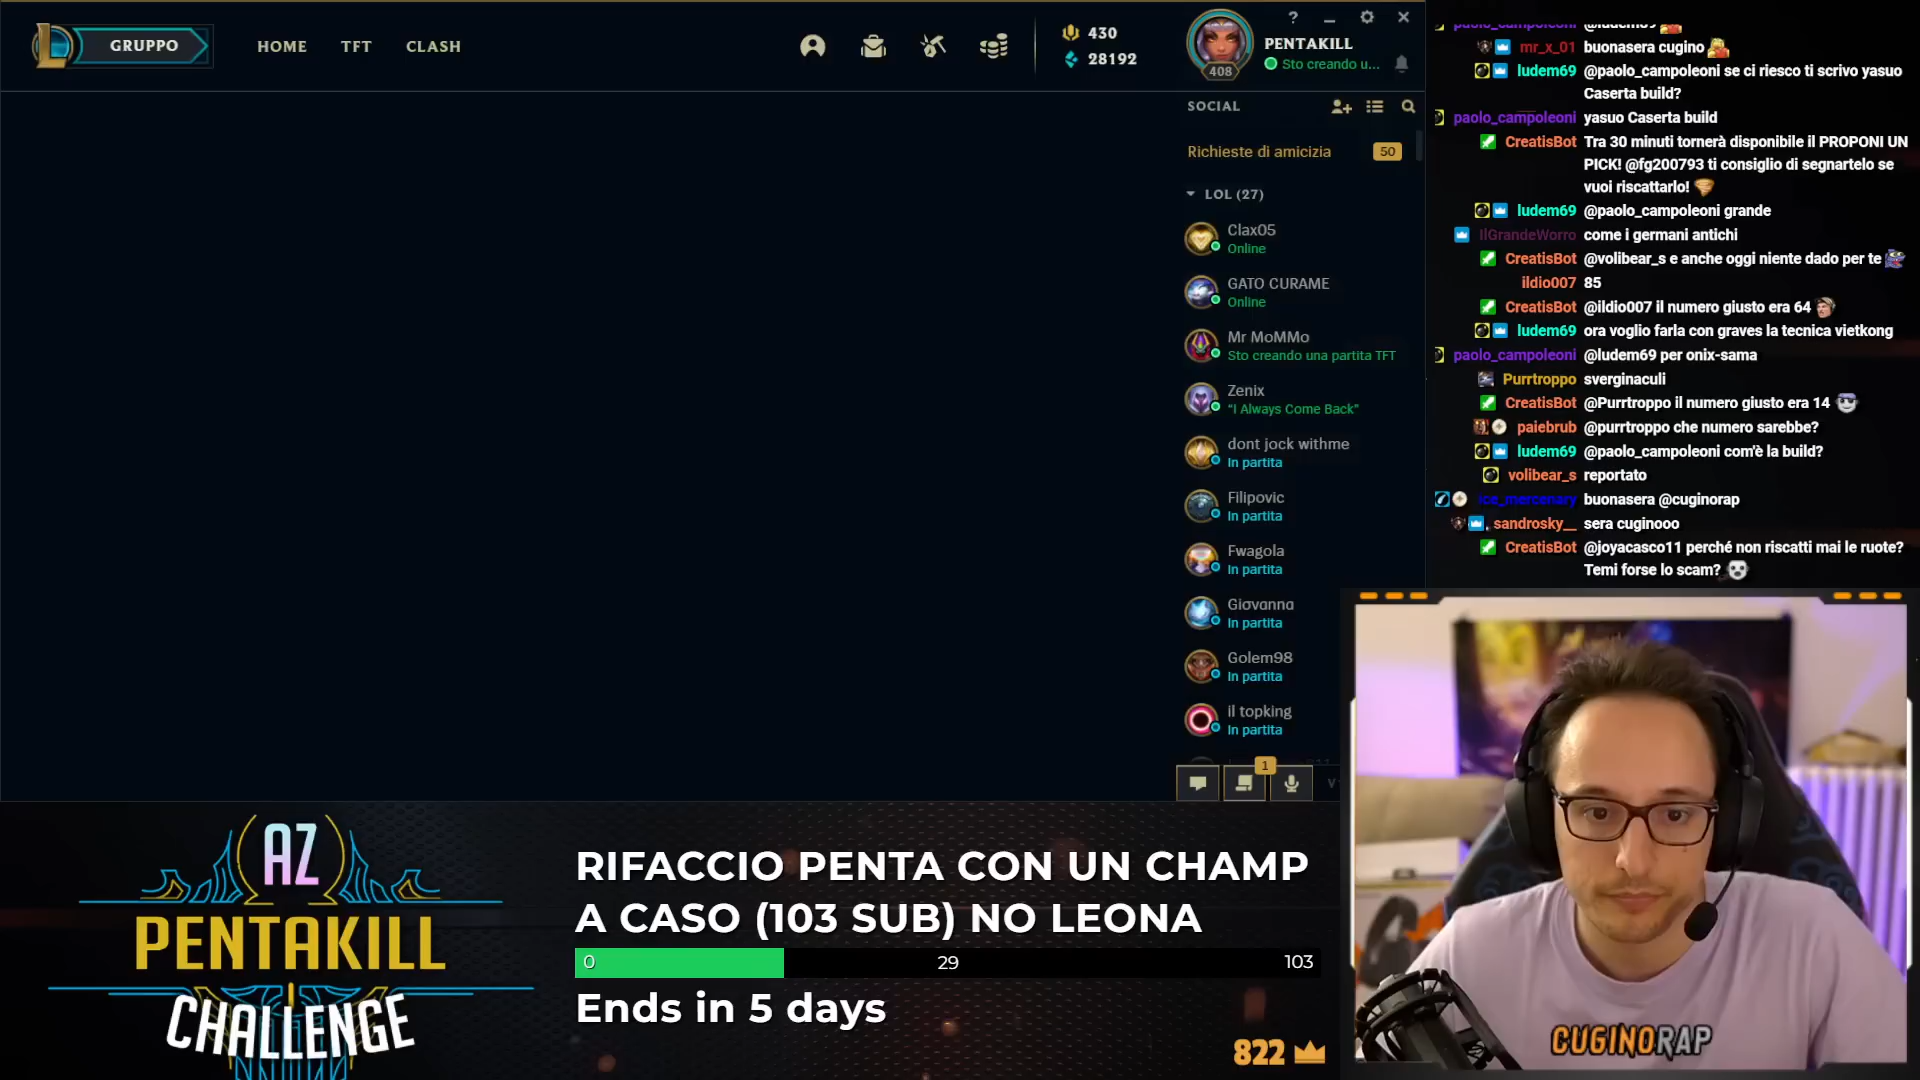 GRUPPO
HOME
TFT
CLASH
430
28192
408
PENTAKILL
Sto creando u...
SOCIAL
Richieste di amicizia
50
LOL (27)
Clax05
Online
GATO CURAME
Online
Mr MoMMo
Sto creando una partita TFT
Zenix
"I Always Come Back"
dont jock withme
In partita
Filipovic
In partita
Fwagola
In partita
Giovanna
In partita
Golem98
In partita
il topking
In partita
1
paolo_campoleoni @ludem69
mr_x_01 buonasera cugino
ludem69 @paolo_campoleoni se ci riesco ti scrivo yasuo
Caserta build?
paolo_campoleoni yasuo Caserta build
CreatisBot Tra 30 minuti tornerà disponibile il PROPONI UN
PICK! @fg200793 ti consiglio di segnartelo se
vuoi riscattarlo!
ludem69 @paolo_campoleoni grande
IlGrandeWorro come i germani antichi
CreatisBot @volibear_s e anche oggi niente dado per te
ildio007 85
CreatisBot @ildio007 il numero giusto era 64
ludem69 ora voglio farla con graves la tecnica vietkong
paolo_campoleoni @ludem69 per onix-sama
Purrtroppo sverginaculi
CreatisBot @Purrtroppo il numero giusto era 14
paiebrub @purrtroppo che numero sarebbe?
ludem69 @paolo_campoleoni com'è la build?
volibear_s reportato
ice_mercenary buonasera @cuginorap
sandrosky__ sera cuginooo
CreatisBot @joyacasco11 perché non riscatti mai le ruote?
Temi forse lo scam?
AZ
PENTAKILL
CHALLENGE
RIFACCIO PENTA CON UN CHAMP
A CASO (103 SUB) NO LEONA
0
29
103
Ends in 5 days
822
CUGINORAP